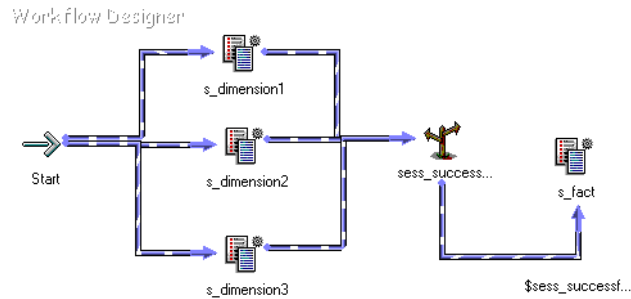 Workflow Designer
s_dimension1
Start
s_dimension2
sess_success...
s_fact
s_dimension3
$sess_successf...